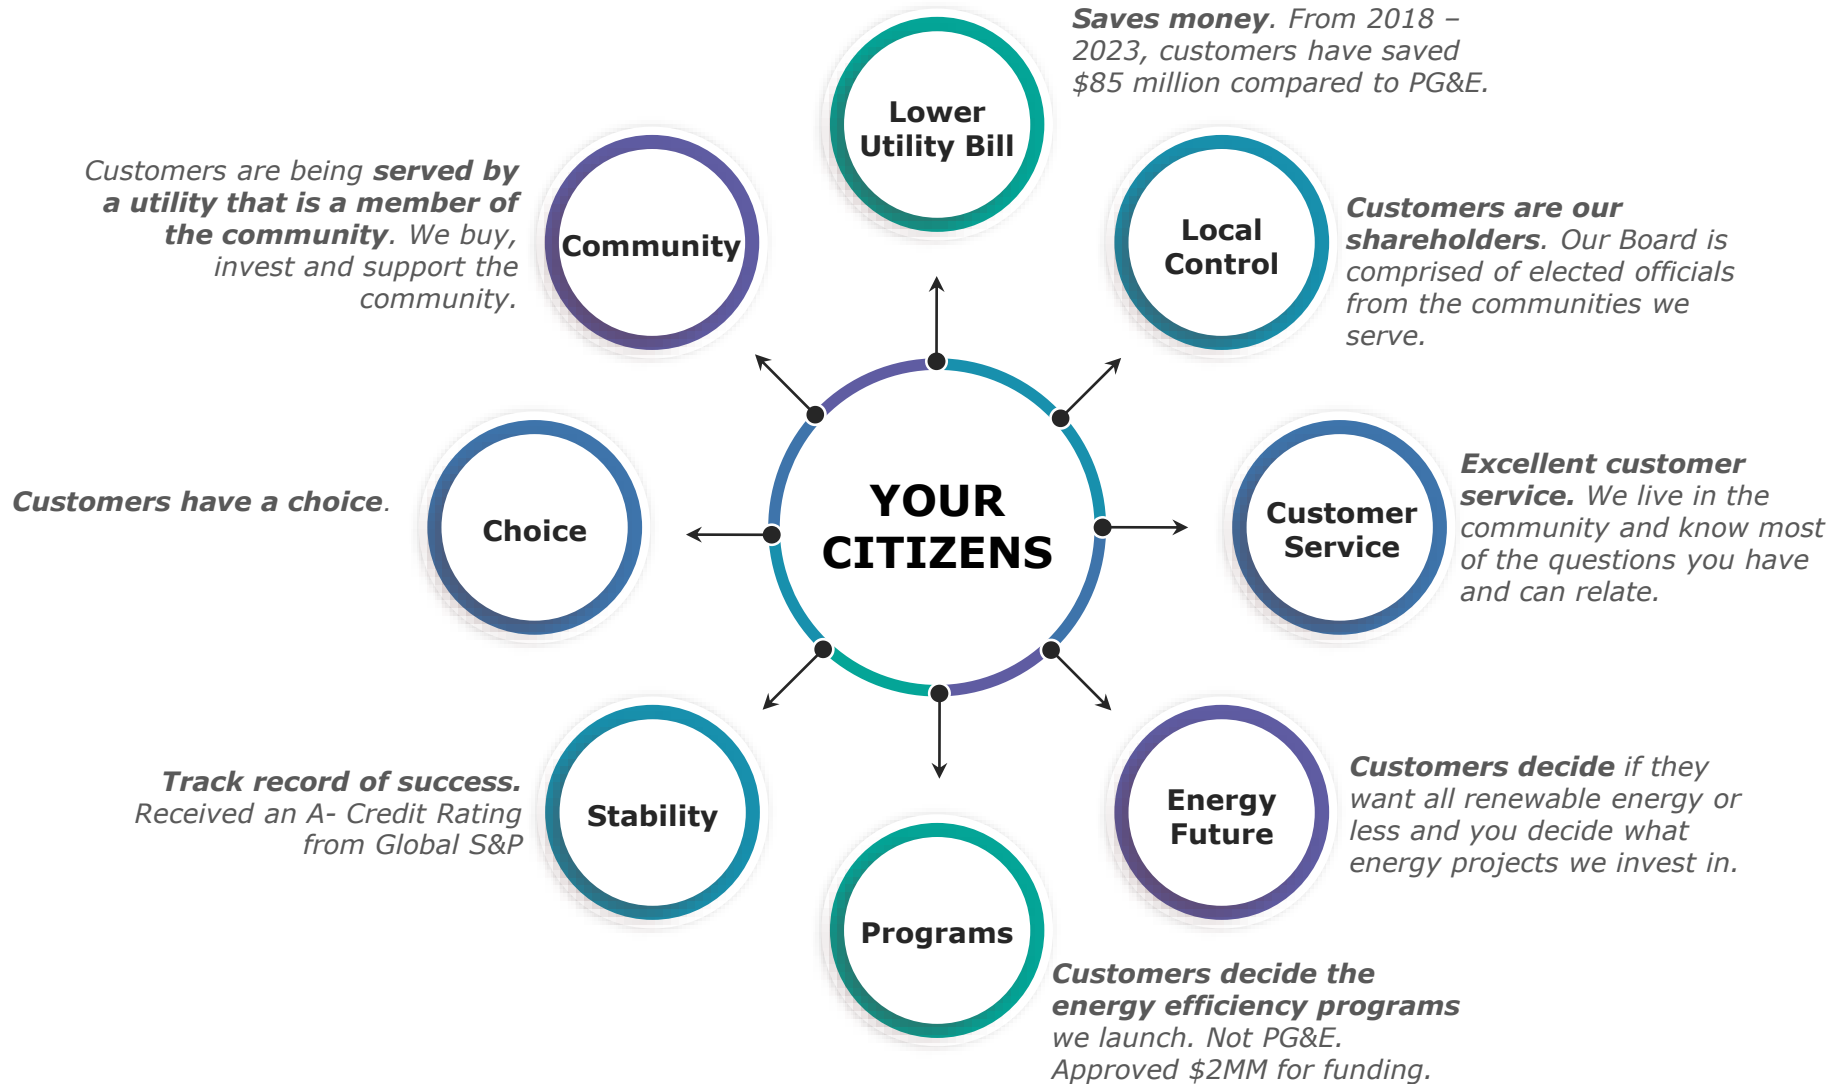 Saves money. From 2018 –
2023, customers have saved
$85 million compared to PG&E.
Lower
Utility Bill
Customers are being served by
a utility that is a member of
the community. We buy,
invest and support the
community.
Community
Local
Control
Customers are our
shareholders. Our Board is
comprised of elected officials
from the communities we
serve.
Customers have a choice.
Choice
YOUR
CITIZENS
Customer
Service
Excellent customer
service. We live in the
community and know most
of the questions you have
and can relate.
Track record of success.
Received an A- Credit Rating
from Global S&P
Stability
Energy
Future
Customers decide if they
want all renewable energy or
less and you decide what
energy projects we invest in.
Programs
Customers decide the
energy efficiency programs
we launch. Not PG&E.
Approved $2MM for funding.